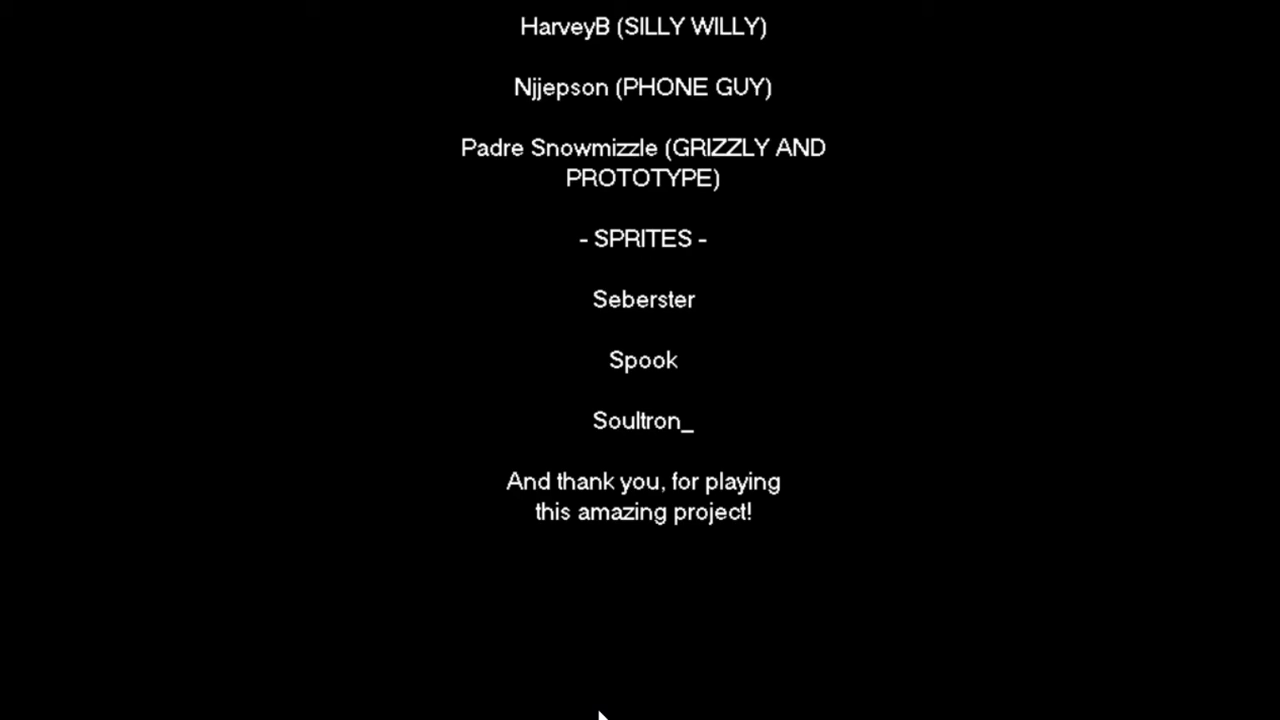 HarveyB (SILLY WILLY)
Njjepson (PHONE GUY)
Padre Snowmizzle (GRIZZLY AND
PROTOTYPE)
- SPRITES -
Seberster
Spook
Soultron_
And thank you, for playing
this amazing project!